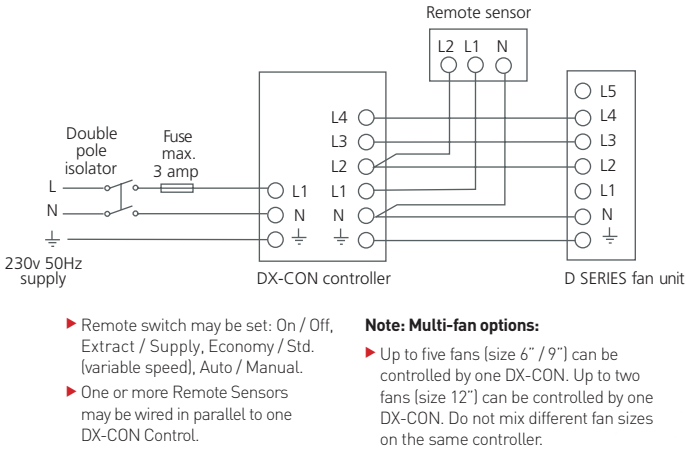 Remote sensor
L2 L1 N
L5
L4 L4
L3 L3
L2 L2
L1 L1 L1
N N N
Double
pole
isolator
Fuse
max.
3 amp
L
N
230v 50Hz
supply
DX-CON controller
D SERIES fan unit
Remote switch may be set: On / Off,
Extract / Supply, Economy / Std.
(variable speed), Auto / Manual.
One or more Remote Sensors
may be wired in parallel to one
DX-CON Control.
Note: Multi-fan options:
Up to five fans (size 6˝ / 9˝) can be
controlled by one DX-CON. Up to two
fans (size 12˝) can be controlled by one
DX-CON. Do not mix different fan sizes
on the same controller.